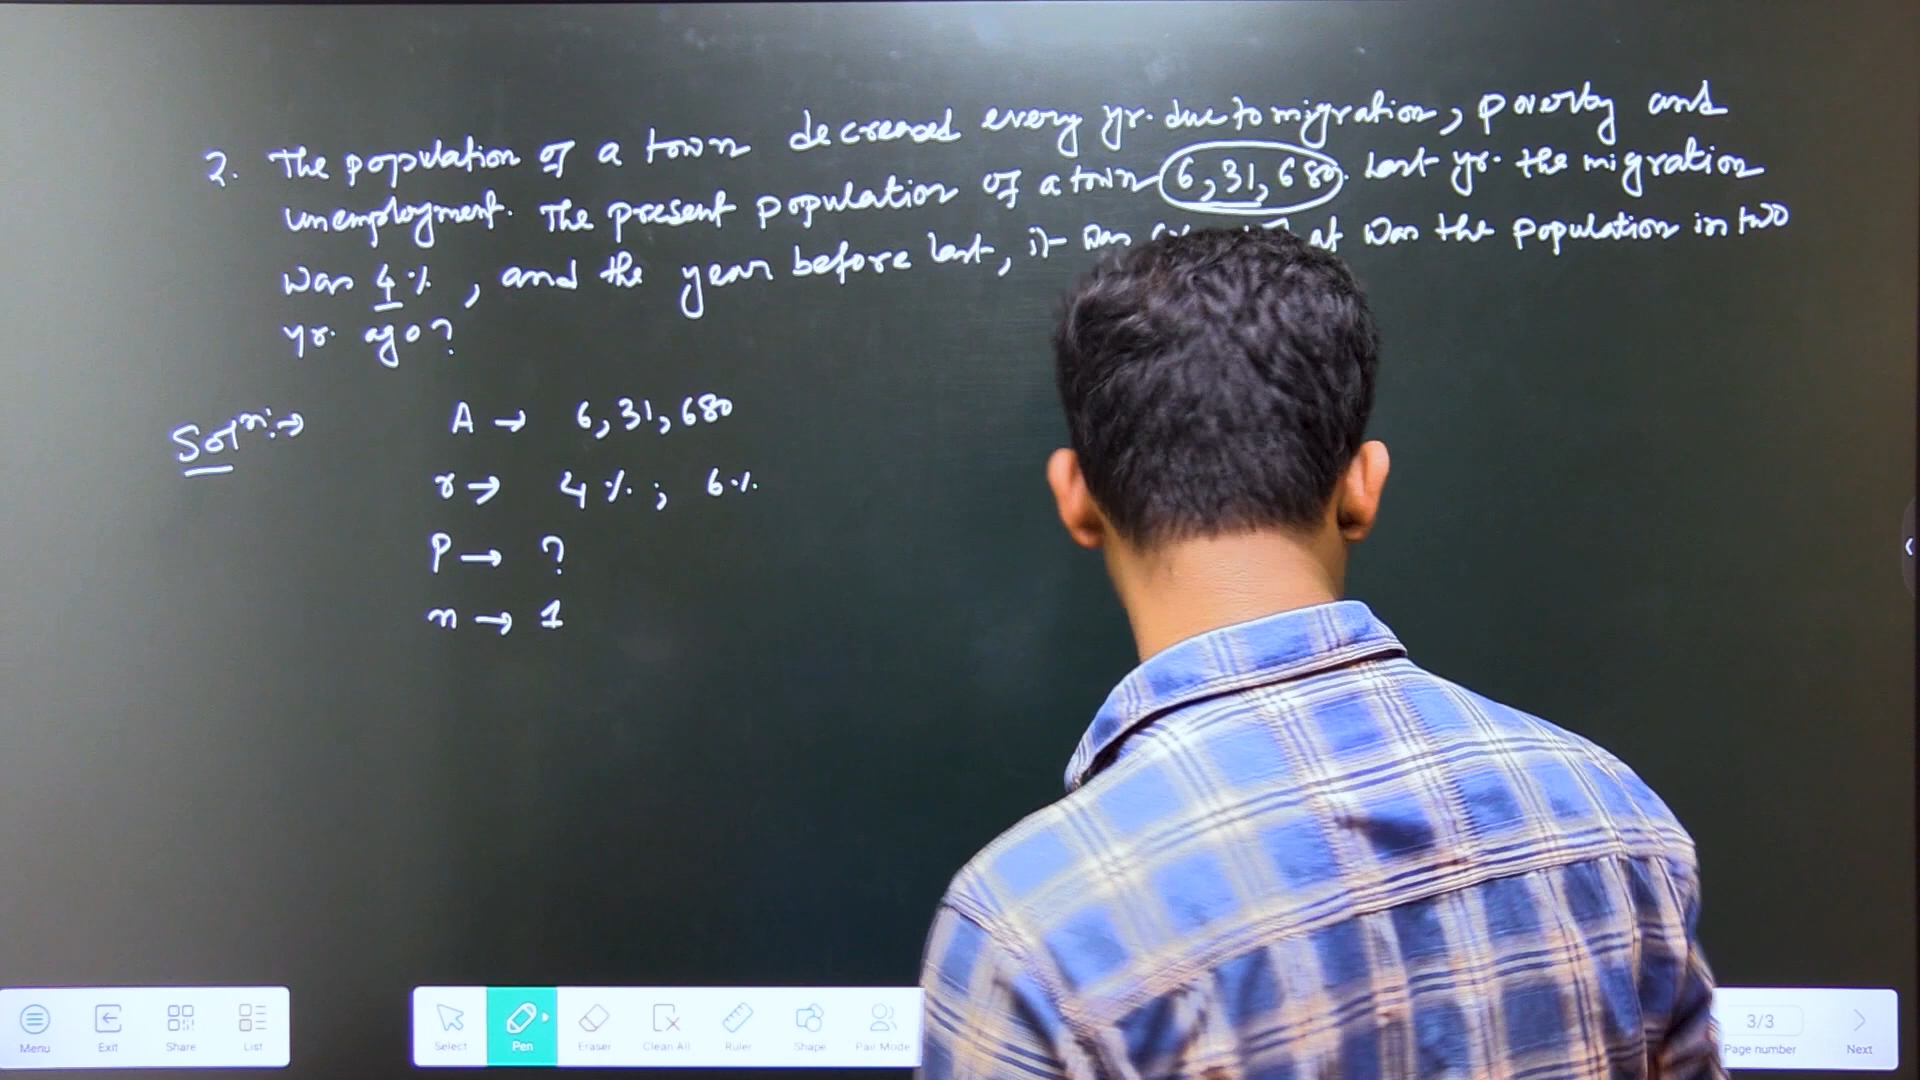 2. The population of a town decreased every yr. due to migration, poverty and
unemployment. The present population of a town 6,31,680. Last yr. the migration
was 4%, and the year before last, it was at was the population in two
yr. ago?
Solⁿ:→
A → 6,31,680
r → 4%; 6%
P → ?
n → 1
Menu
Exit
Share
List
Select
Pen
Eraser
Clean All
Ruler
Shape
Pair Mode
3/3
Page number
Next